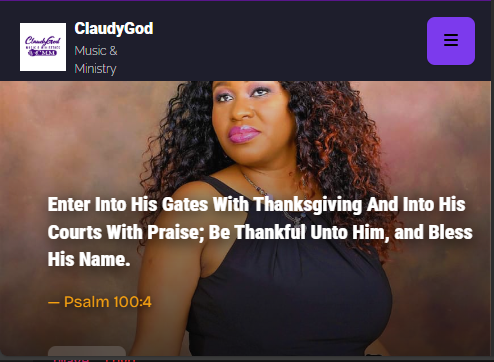 ClaudyGod
Music &
Ministry
ClaudyGod
Enter Into His Gates With Thanksgiving And Into His
Courts With Praise; Be Thankful Unto Him, and Bless
His Name.
— Psalm 100:4